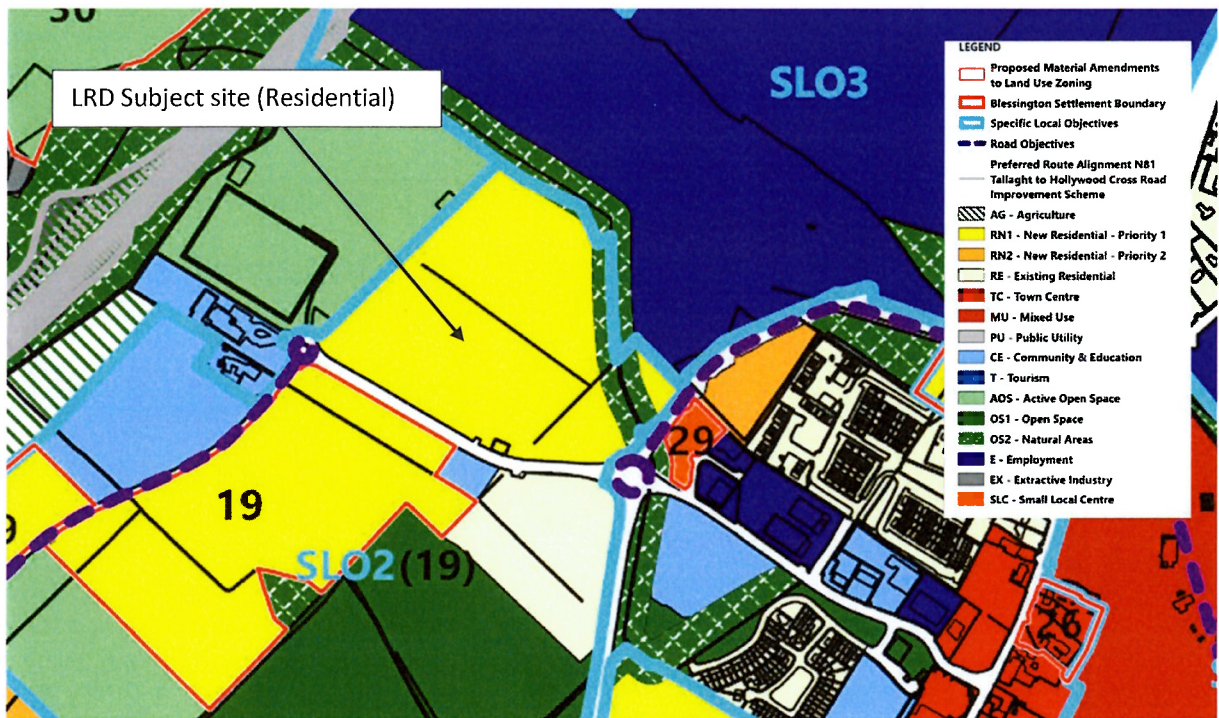 30
LRD Subject site (Residential)
SLO3
LEGEND
Proposed Material Amendments
to Land Use Zoning
Blessington Settlement Boundary
Specific Local Objectives
Road Objectives
Preferred Route Alignment N81
Tallaght to Hollywood Cross Road
Improvement Scheme
AG - Agriculture
RN1 - New Residential - Priority 1
RN2 - New Residential - Priority 2
RE - Existing Residential
TC - Town Centre
MU - Mixed Use
PU - Public Utility
CE - Community & Education
T - Tourism
AOS - Active Open Space
OS1 - Open Space
OS2 - Natural Areas
E - Employment
EX - Extractive Industry
SLC - Small Local Centre
29
19
9
SLO2 (19)
26